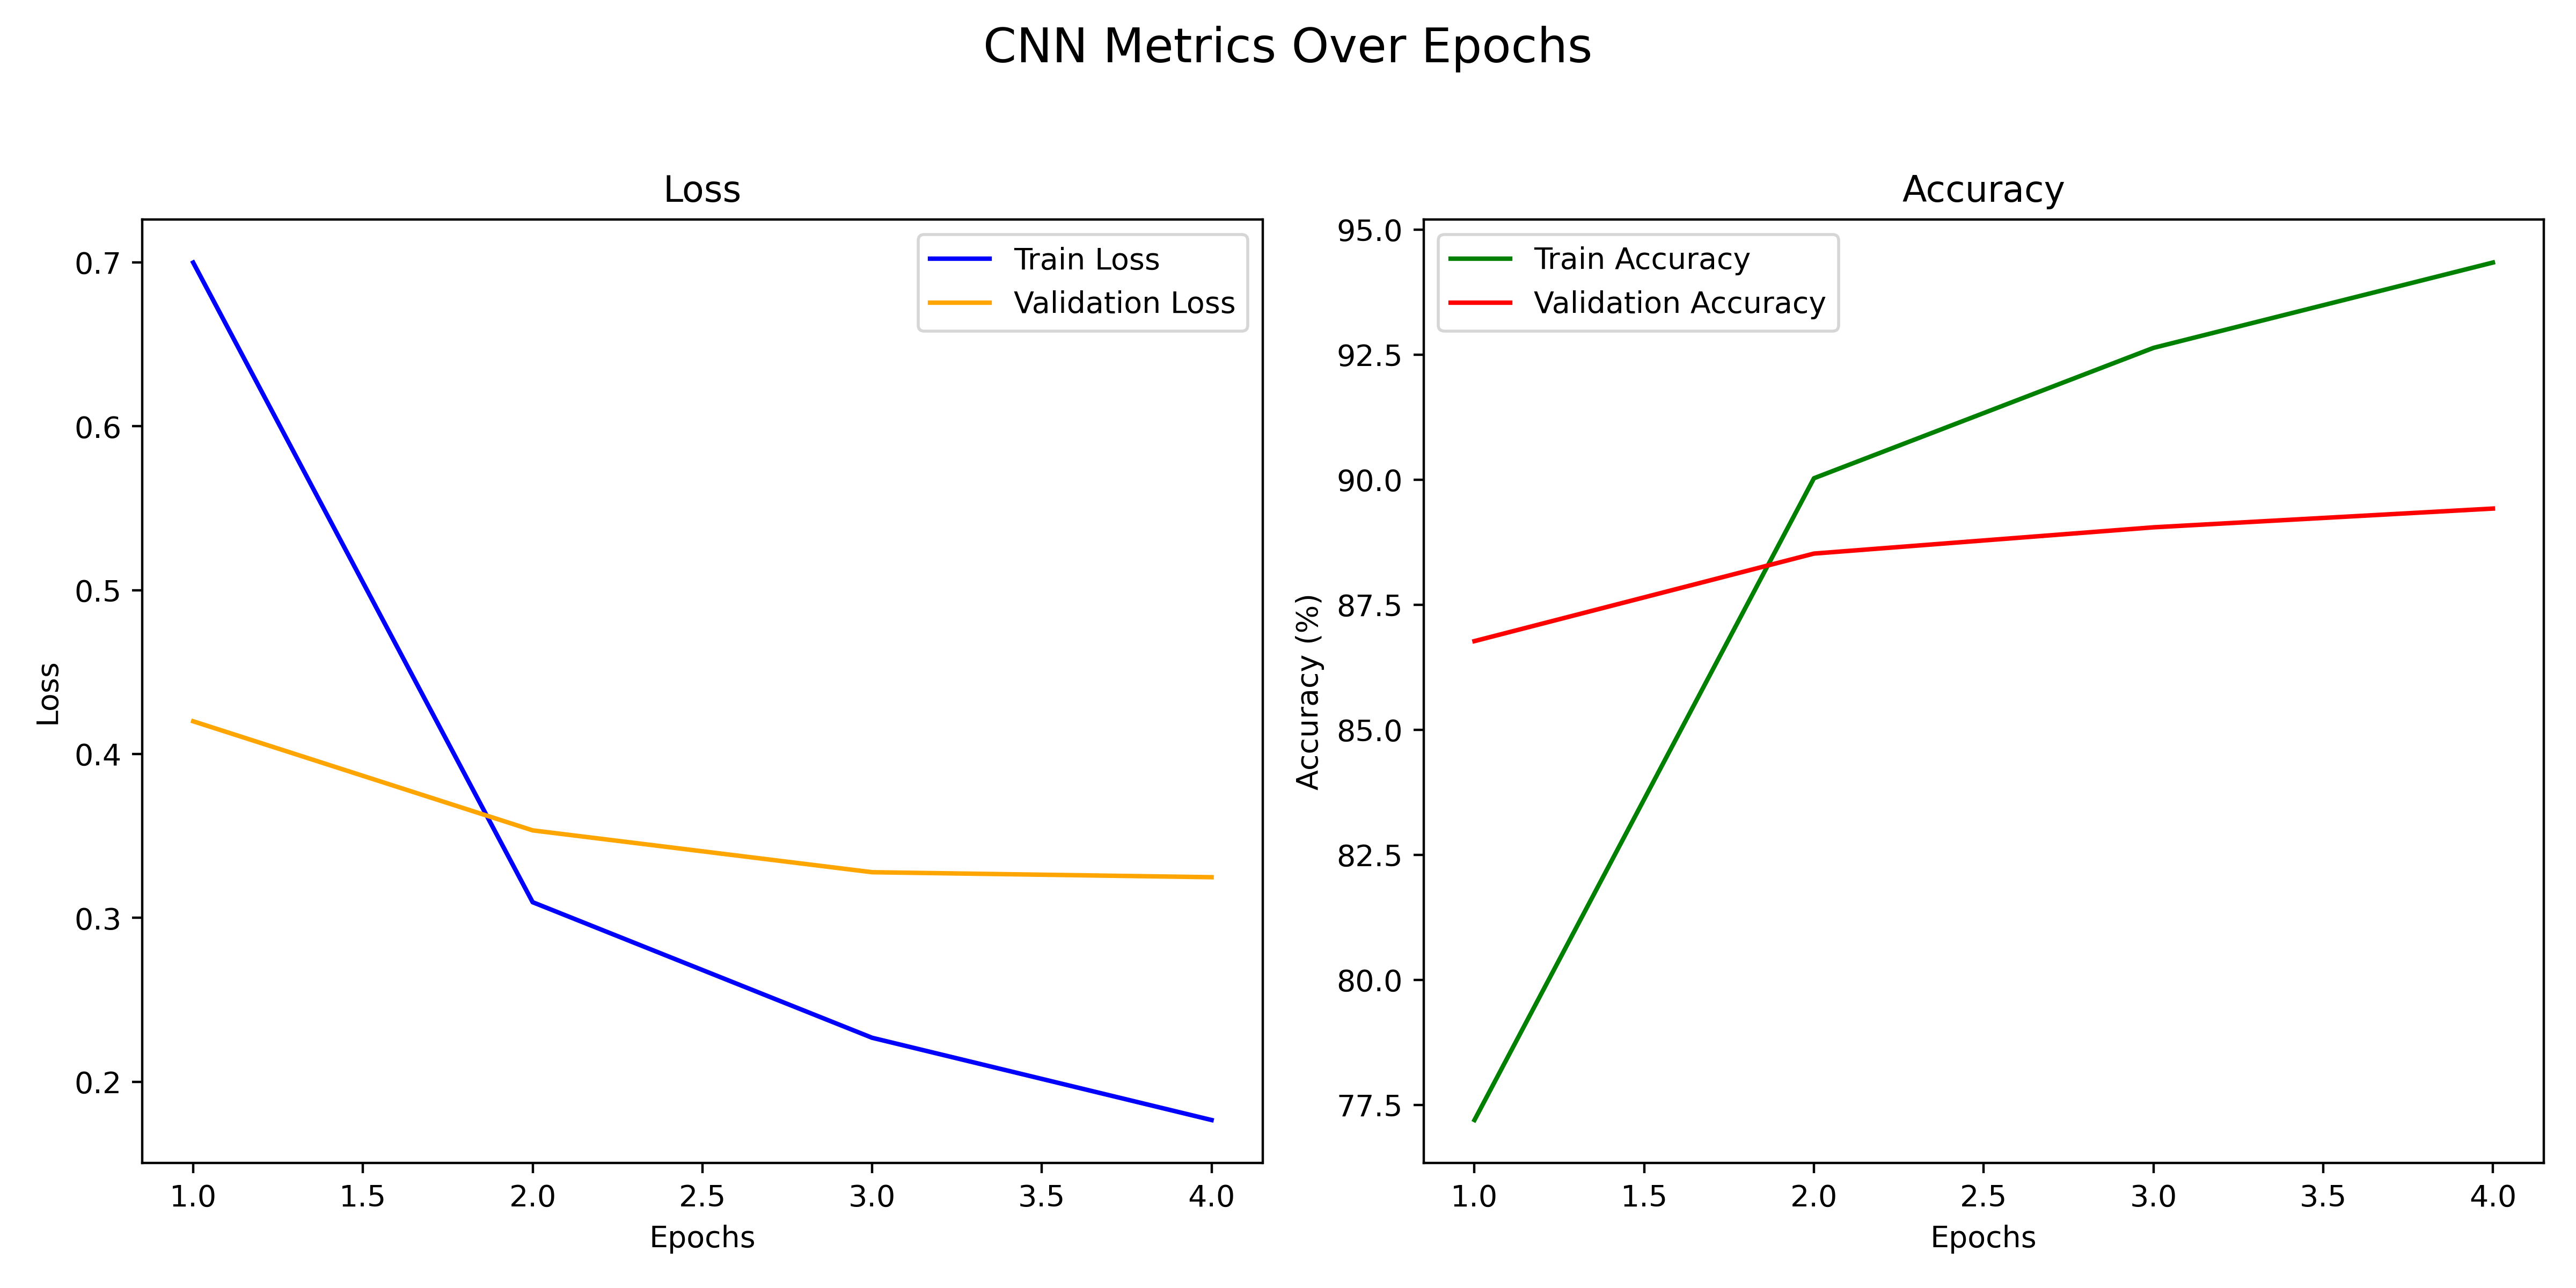 CNN Metrics Over Epochs
Loss
Train Loss
Validation Loss
0.7
0.6
0.5
0.4
0.3
0.2
Loss
1.0 1.5 2.0 2.5 3.0 3.5 4.0
Epochs
Accuracy
Train Accuracy
Validation Accuracy
95.0
92.5
90.0
87.5
85.0
82.5
80.0
77.5
Accuracy (%)
1.0 1.5 2.0 2.5 3.0 3.5 4.0
Epochs